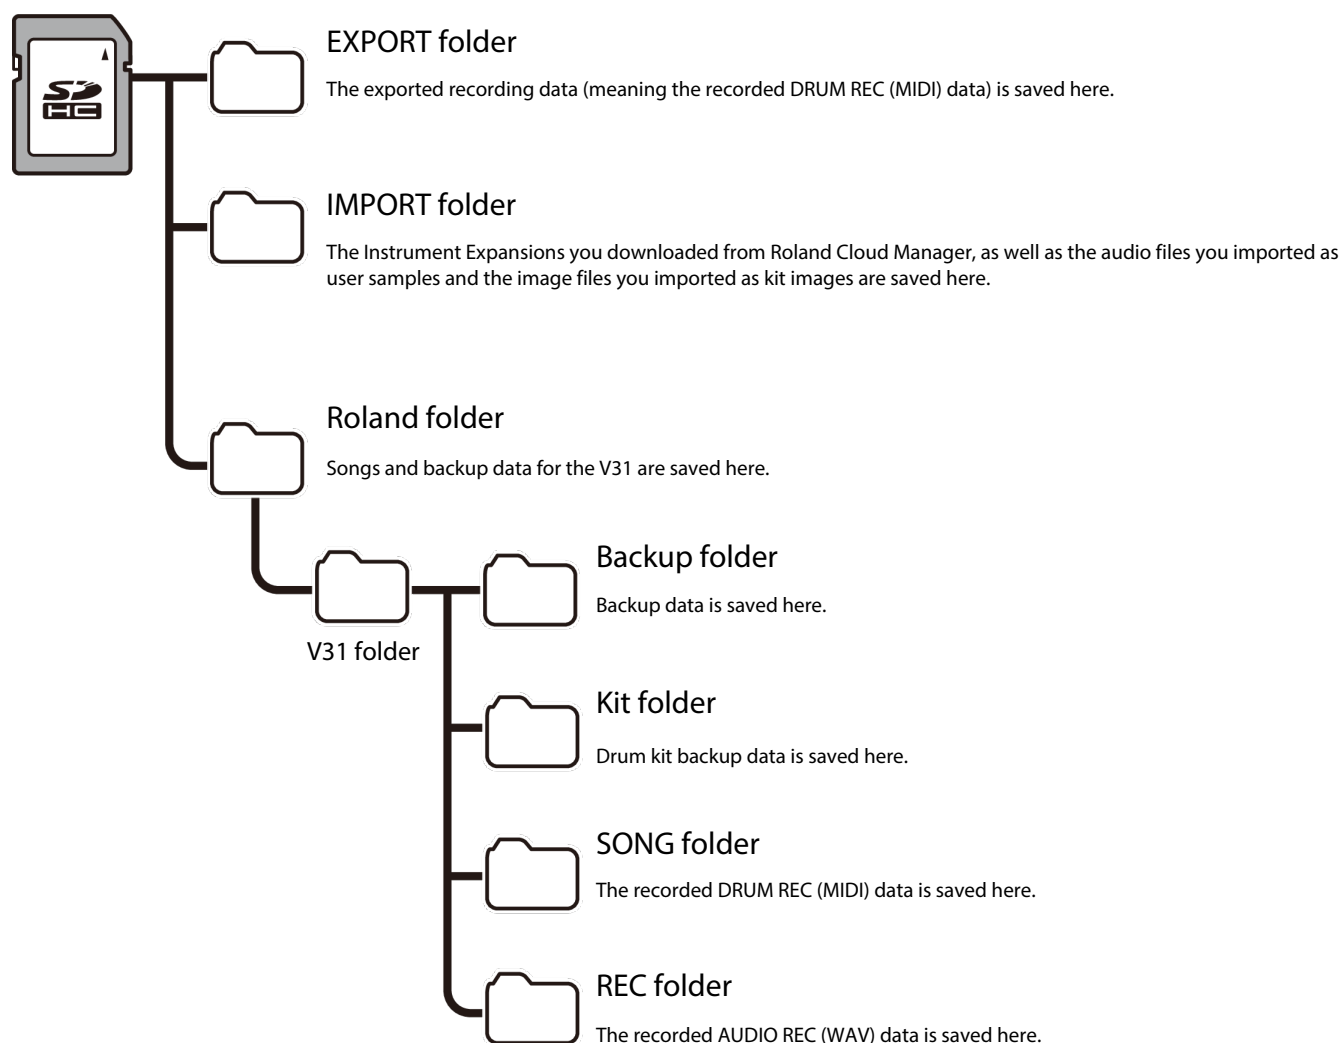 EXPORT folder
The exported recording data (meaning the recorded DRUM REC (MIDI) data) is saved here.
SD
HC
IMPORT folder
The Instrument Expansions you downloaded from Roland Cloud Manager, as well as the audio files you imported as
user samples and the image files you imported as kit images are saved here.
Roland folder
Songs and backup data for the V31 are saved here.
Backup folder
Backup data is saved here.
V31 folder
Kit folder
Drum kit backup data is saved here.
SONG folder
The recorded DRUM REC (MIDI) data is saved here.
REC folder
The recorded AUDIO REC (WAV) data is saved here.